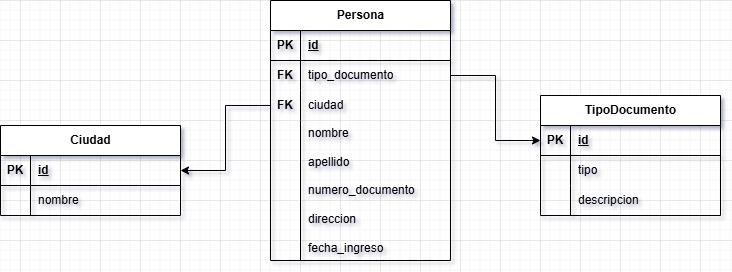 Persona
PK id
FK tipo_documento
FK ciudad
nombre
apellido
numero_documento
direccion
fecha_ingreso
Ciudad
PK id
nombre
TipoDocumento
PK id
tipo
descripcion